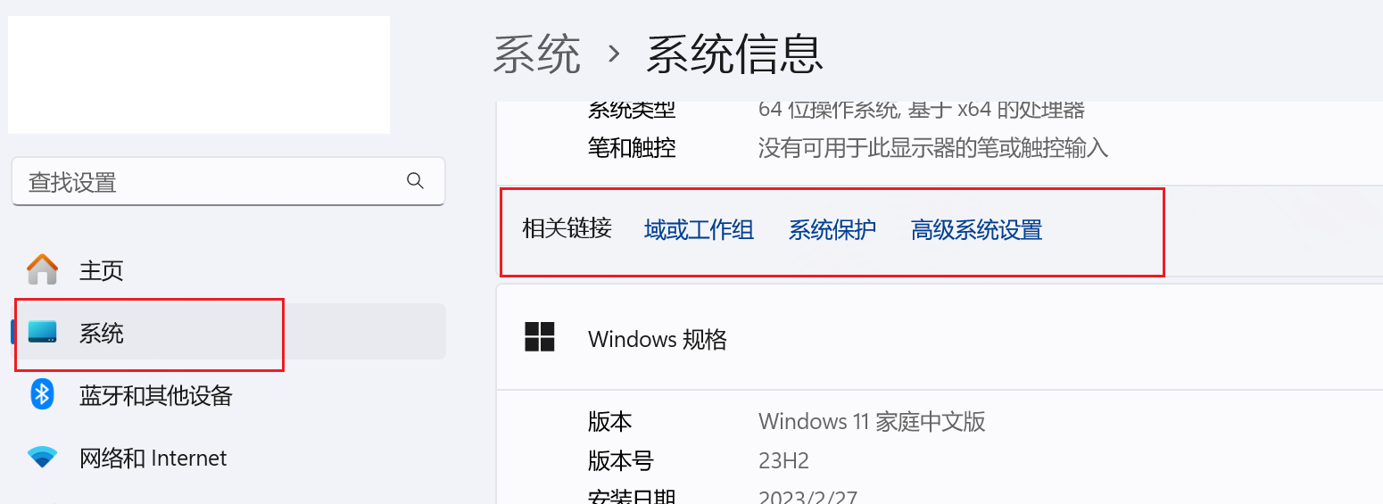 系统 › 系统信息
系统类型 64 位操作系统, 基于 x64 的处理器
笔和触控 没有可用于此显示器的笔或触控输入
查找设置
相关链接 域或工作组 系统保护 高级系统设置
主页
系统
蓝牙和其他设备
网络和 Internet
Windows 规格
版本 Windows 11 家庭中文版
版本号 23H2
安装日期 2023/2/27